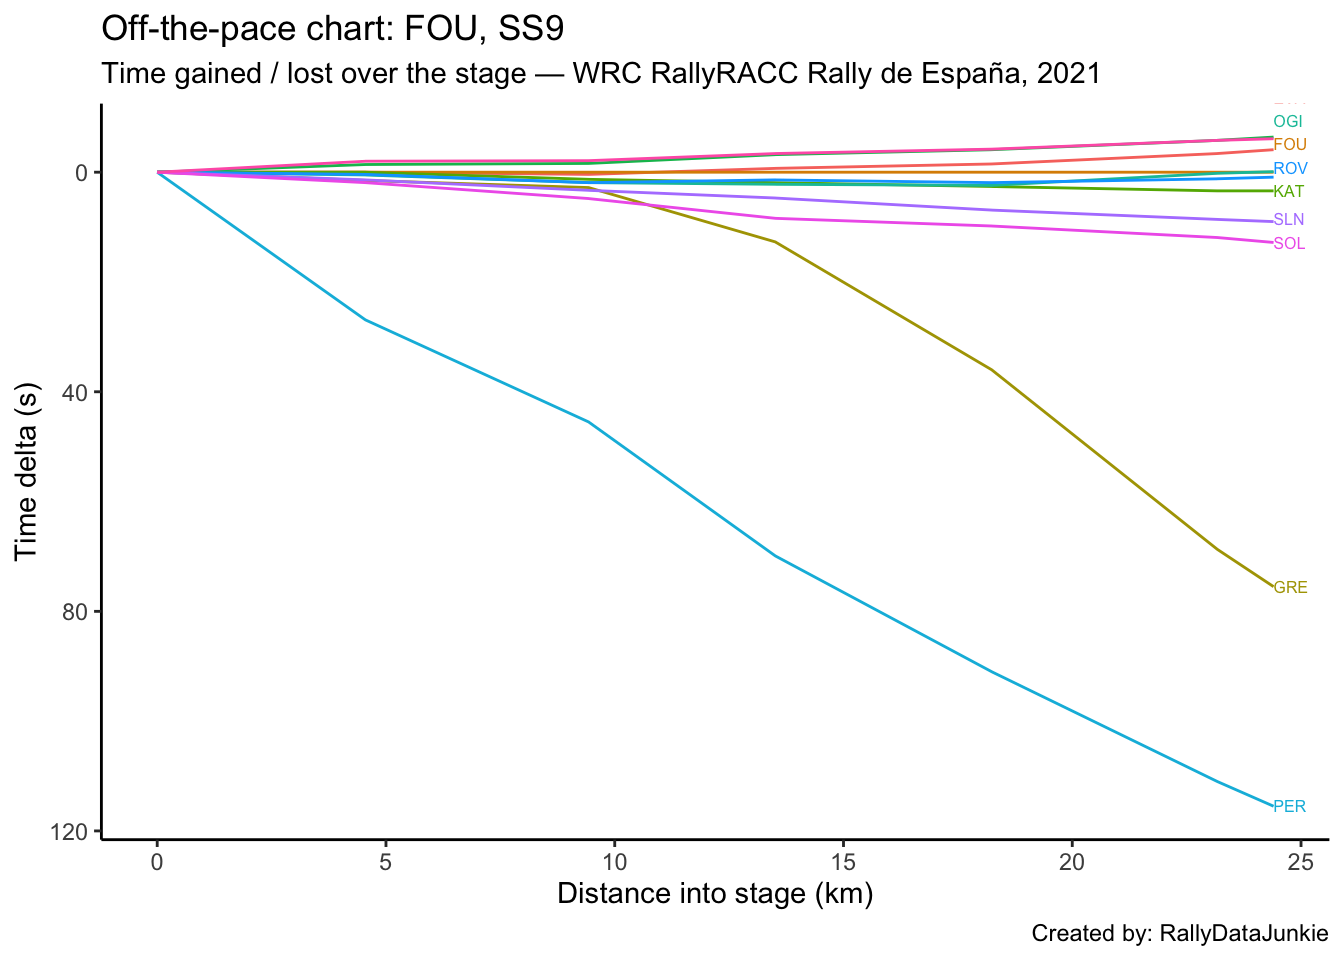 Off-the-pace chart: FOU, SS9
Time gained / lost over the stage — WRC RallyRACC Rally de España, 2021
OGI
FOU
ROV
KAT
SLN
SOL
GRE
PER
0
40
80
120
Time delta (s)
0 5 10 15 20 25
Distance into stage (km)
Created by: RallyDataJunkie